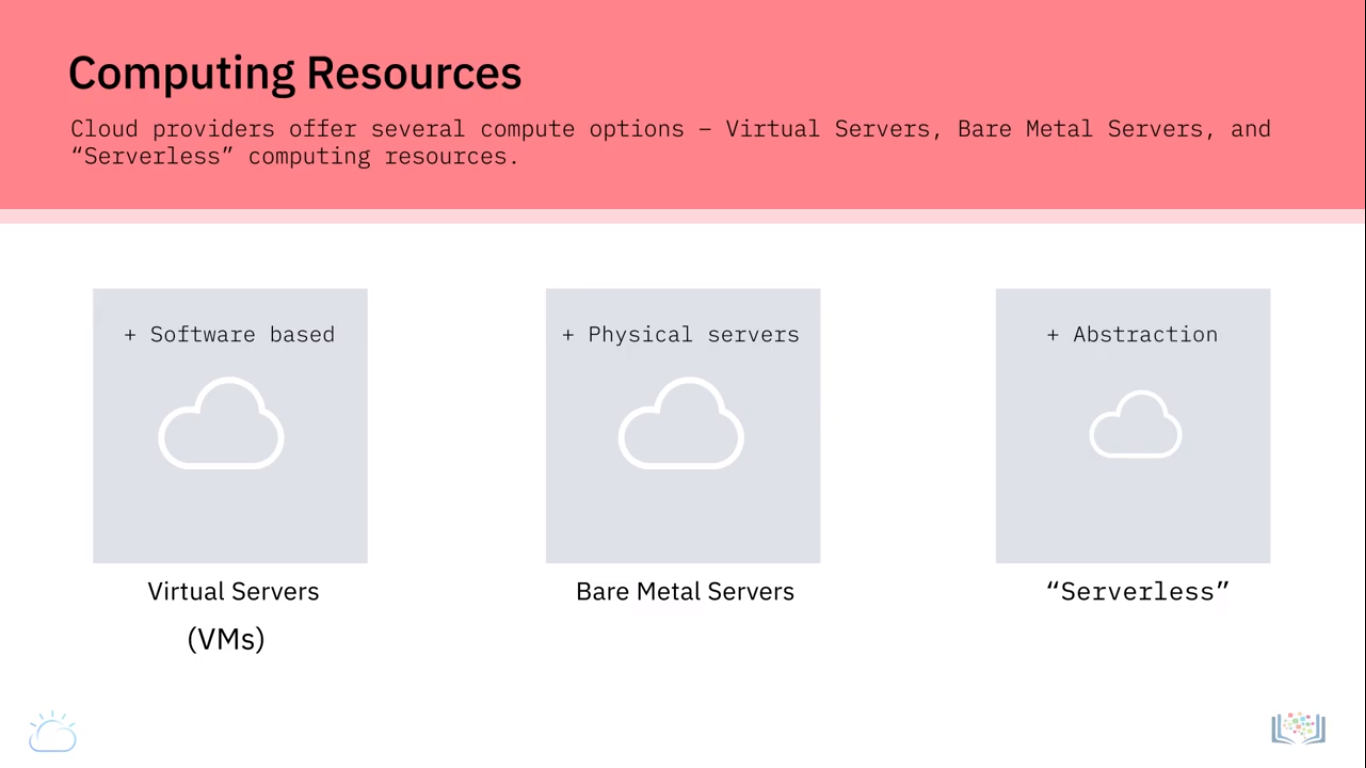 Computing Resources
Cloud providers offer several compute options – Virtual Servers, Bare Metal Servers, and
“Serverless” computing resources.
+ Software based
+ Physical servers
+ Abstraction
Virtual Servers
(VMs)
Bare Metal Servers
“Serverless”